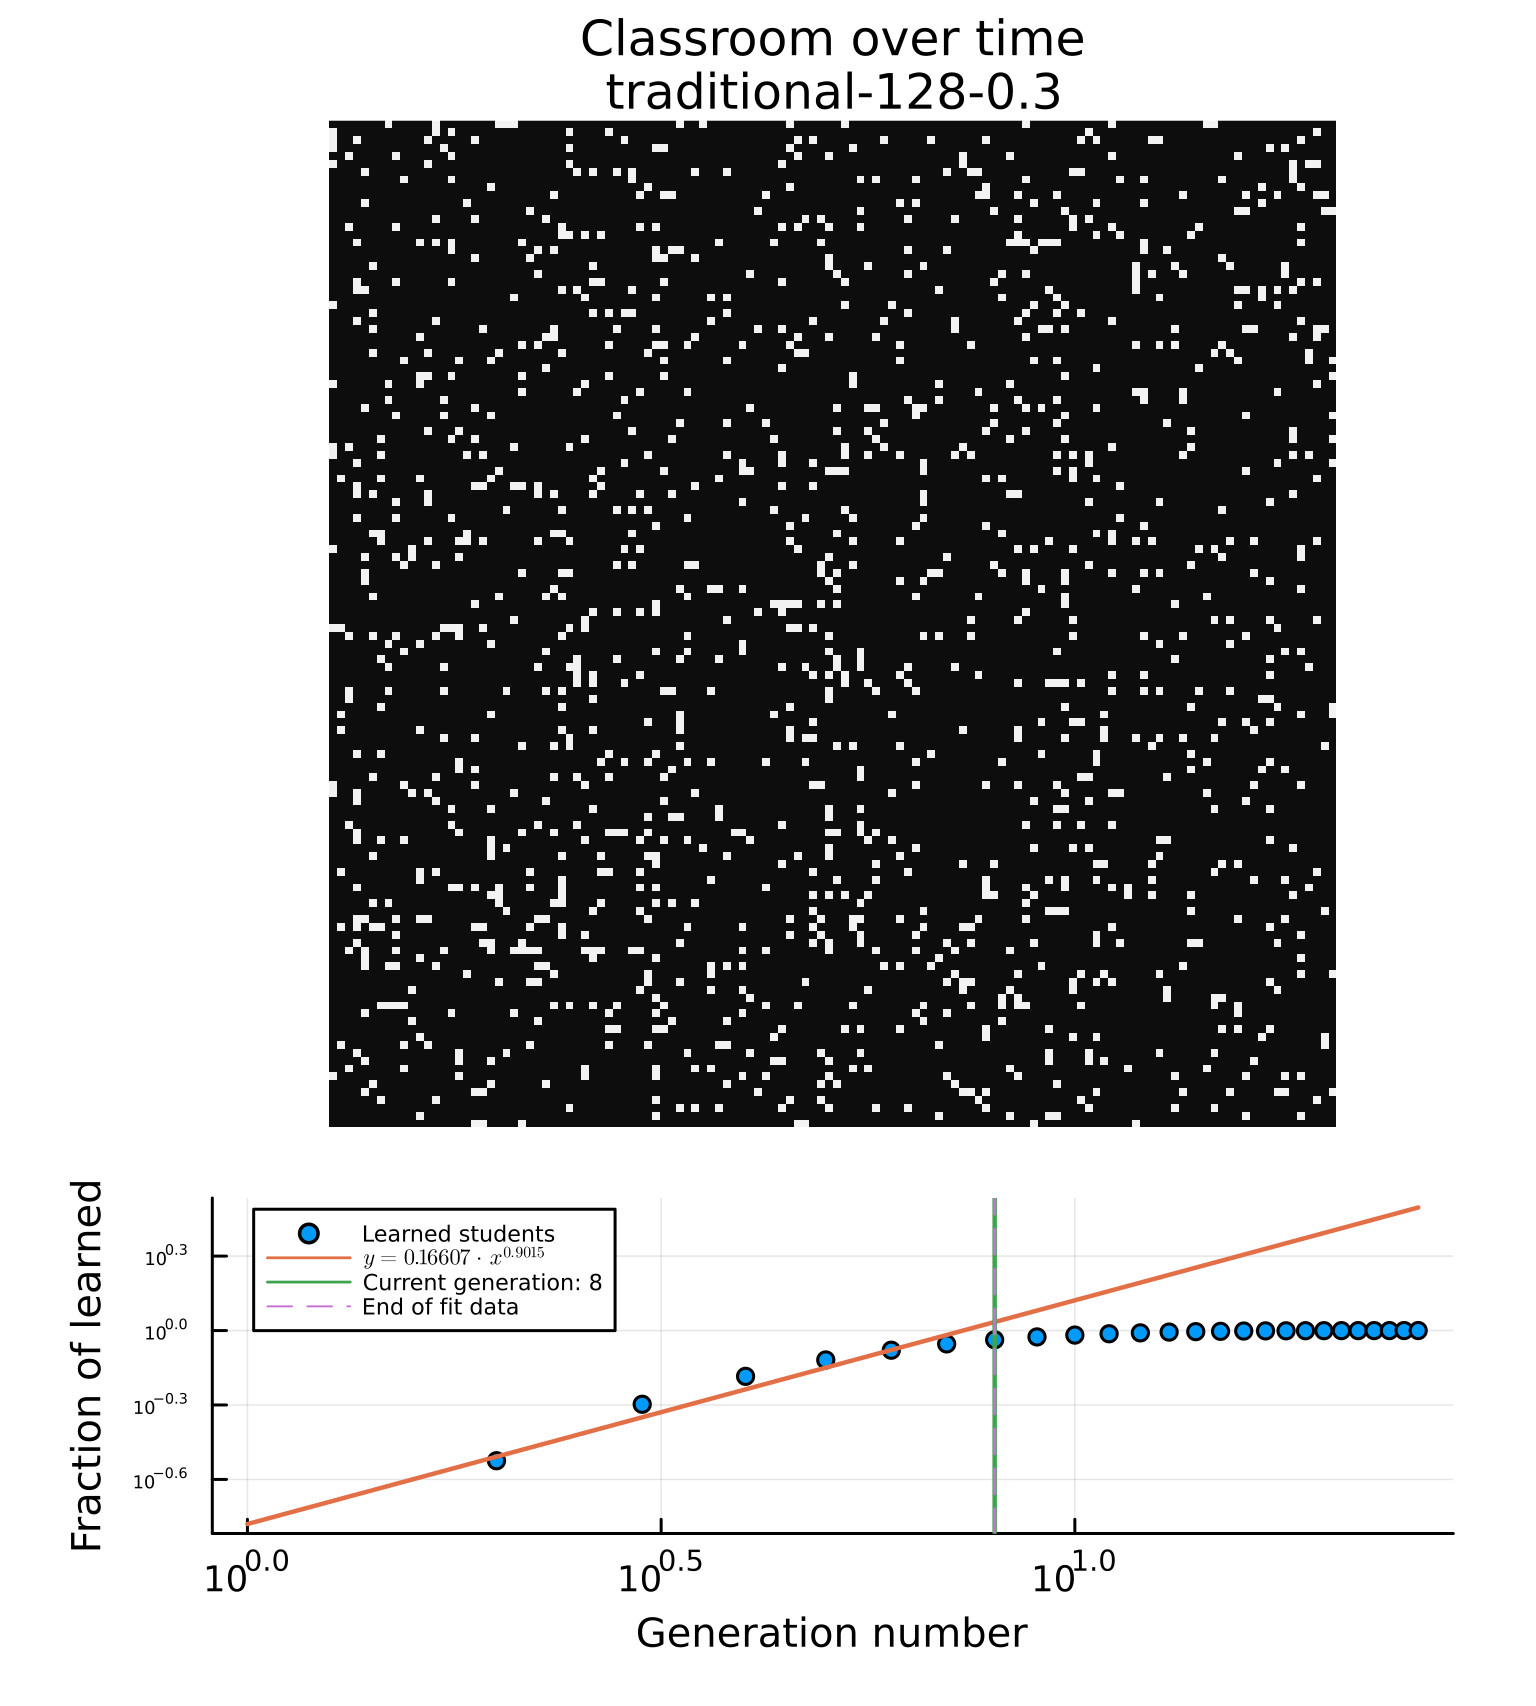 Classroom over time
traditional-128-0.3
Fraction of learned
10^0.3
10^0.0
10^−0.3
10^−0.6
Learned students
y = 0.16607 · x^0.9015
Current generation: 8
End of fit data
10^0.0 10^0.5 10^1.0
Generation number